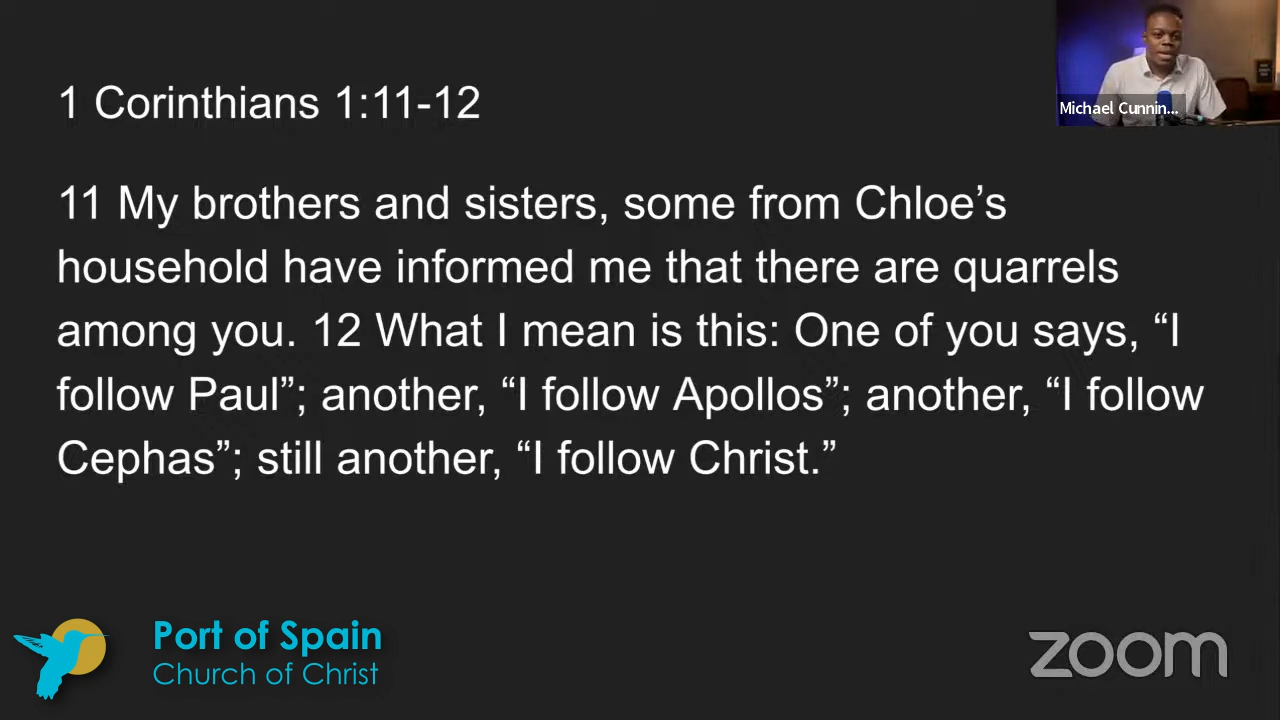 1 Corinthians 1:11-12
Michael Cunnin...
11 My brothers and sisters, some from Chloe’s
household have informed me that there are quarrels
among you. 12 What I mean is this: One of you says, “I
follow Paul”; another, “I follow Apollos”; another, “I follow
Cephas”; still another, “I follow Christ.”
Port of Spain
Church of Christ
zoom